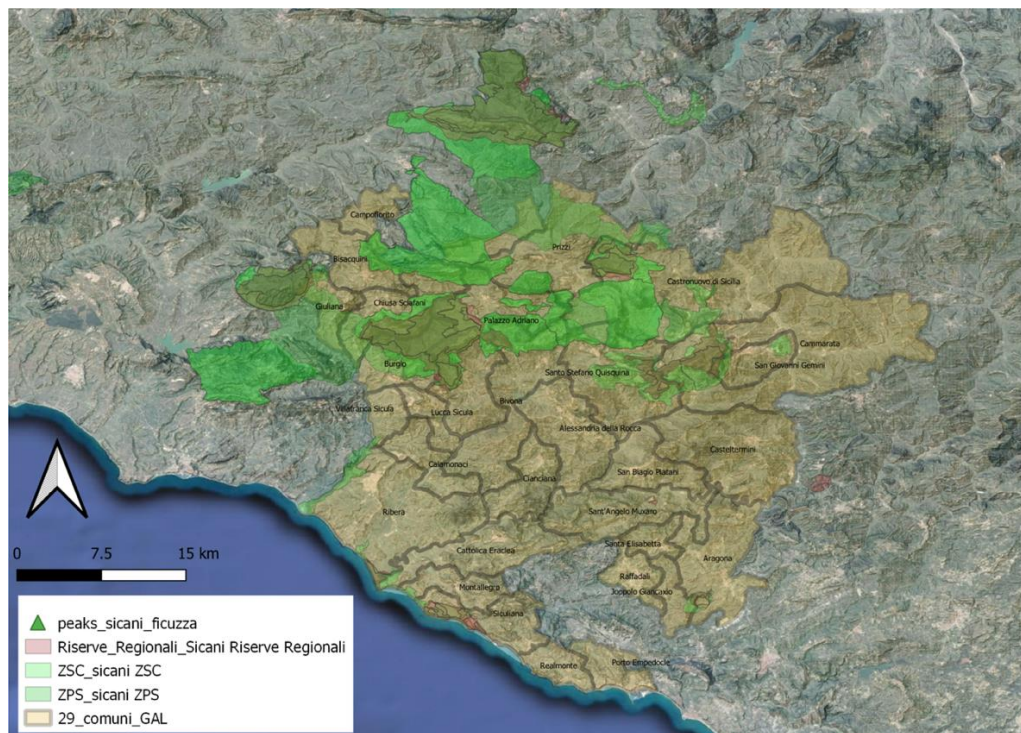 Campofiorito
Prizzi
Bisacquini
Castronuovo di Sicilia
Giuliana
Chiusa Sclafani
Palazzo Adriano
Cammarata
San Giovanni Gemini
Burgio
Santo Stefano Quisquina
Bivona
Villafranca Sicula
Lucca Sicula
Alessandria della Rocca
Casteltermini
Calamonaci
San Biagio Platani
Cianciana
Ribera
Sant'Angelo Muxaro
Santa Elisabetta
Cattolica Eraclea
Aragona
Raffadali
Joppolo Giancaxio
Montallegra
Siculiana
Realmonte
Porto Empedocle
0 7.5 15 km
peaks_sicani_ficuzza
Riserve_Regionali_Sicani Riserve Regionali
ZSC_sicani ZSC
ZPS_sicani ZPS
29_comuni_GAL